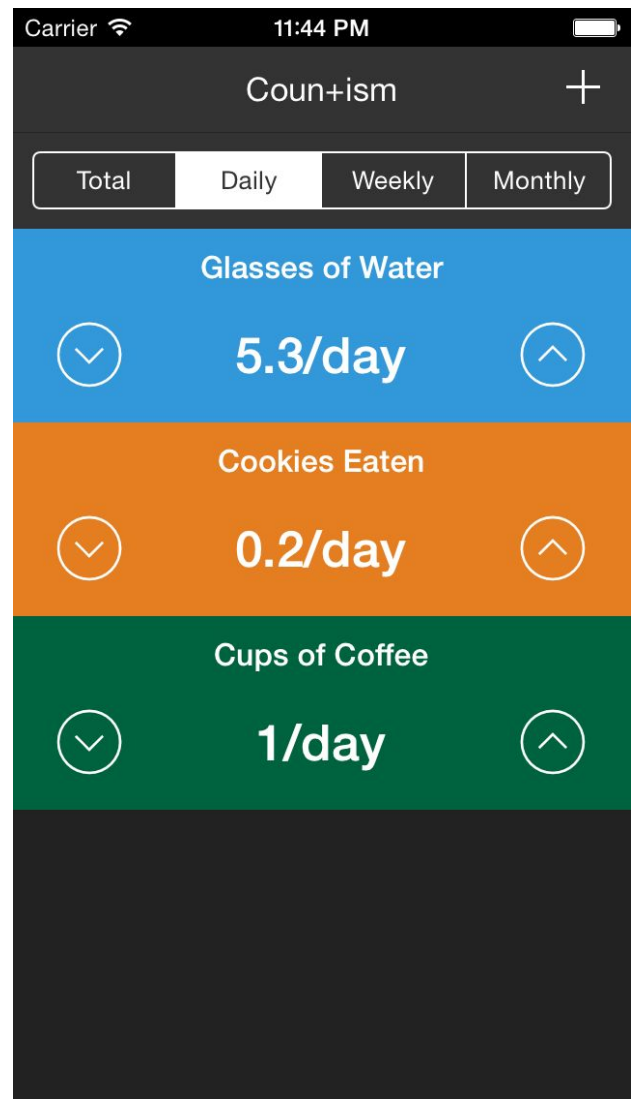 Carrier 11:44 PM
Coun+ism
Total Daily Weekly Monthly
Glasses of Water
5.3/day
Cookies Eaten
0.2/day
Cups of Coffee
1/day